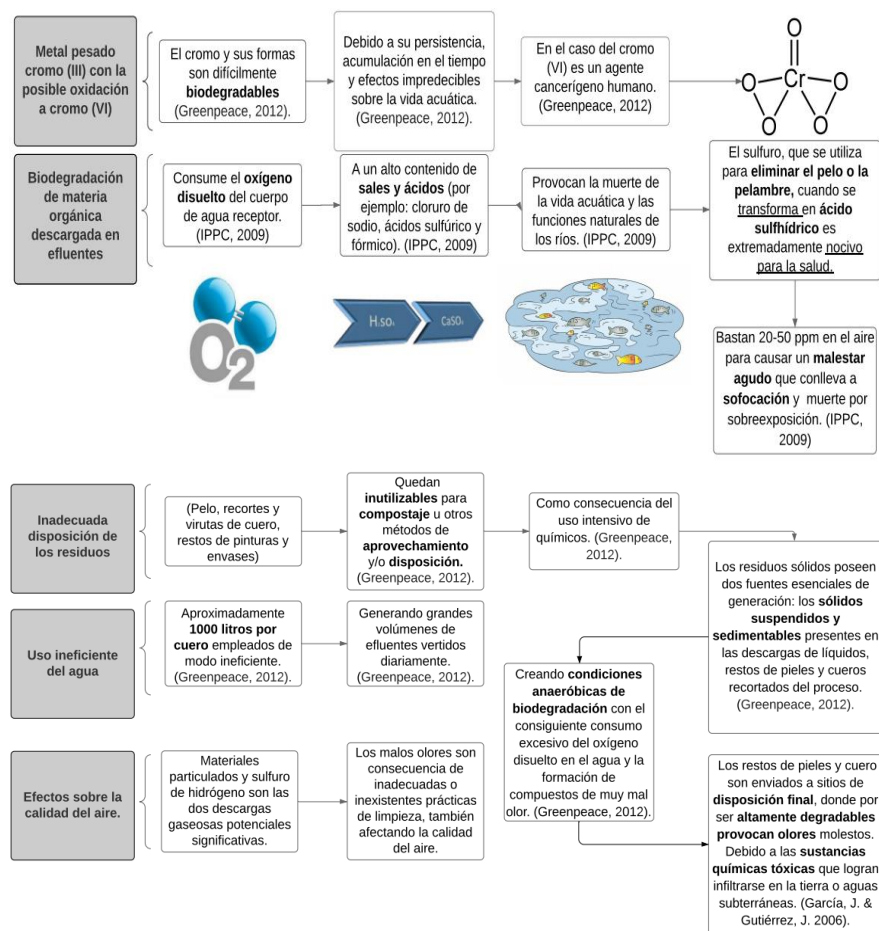 Metal pesado
cromo (III) con la
posible oxidación
a cromo (VI)
El cromo y sus formas
son difícilmente
biodegradables
(Greenpeace, 2012).
Debido a su persistencia,
acumulación en el tiempo
y efectos impredecibles
sobre la vida acuática.
(Greenpeace, 2012).
En el caso del cromo
(VI) es un agente
cancerígeno humano.
(Greenpeace, 2012)
O
Cr
O
O
O
O
Biodegradación
de materia
orgánica
descargada en
efluentes
Consume el oxígeno
disuelto del cuerpo
de agua receptor.
(IPPC, 2009)
A un alto contenido de
sales y ácidos (por
ejemplo: cloruro de
sodio, ácidos sulfúrico y
fórmico). (IPPC, 2009)
Provocan la muerte de
la vida acuática y las
funciones naturales de
los ríos. (IPPC, 2009)
El sulfuro, que se utiliza
para eliminar el pelo o la
pelambre, cuando se
transforma en ácido
sulfhídrico es
extremadamente nocivo
para la salud.
O2
H2SO4
CaSO4
Bastan 20-50 ppm en el aire
para causar un malestar
agudo que conlleva a
sofocación y muerte por
sobreexposición. (IPPC,
2009)
Inadecuada
disposición de
los residuos
(Pelo, recortes y
virutas de cuero,
restos de pinturas y
envases)
Quedan
inutilizables para
compostaje u otros
métodos de
aprovechamiento
y/o disposición.
(Greenpeace, 2012).
Como consecuencia del
uso intensivo de
químicos. (Greenpeace,
2012).
Los residuos sólidos poseen
dos fuentes esenciales de
generación: los sólidos
suspendidos y
sedimentables presentes en
las descargas de líquidos,
restos de pieles y cueros
recortados del proceso.
(Greenpeace, 2012).
Uso ineficiente
del agua
Aproximadamente
1000 litros por
cuero empleados de
modo ineficiente.
(Greenpeace, 2012).
Generando grandes
volúmenes de
efluentes vertidos
diariamente.
(Greenpeace, 2012).
Creando condiciones
anaeróbicas de
biodegradación con el
consiguiente consumo
excesivo del oxígeno
disuelto en el agua y la
formación de
compuestos de muy mal
olor. (Greenpeace, 2012).
Efectos sobre la
calidad del aire.
Materiales
particulados y sulfuro
de hidrógeno son las
dos descargas
gaseosas potenciales
significativas.
Los malos olores son
consecuencia de
inadecuadas o
inexistentes prácticas
de limpieza, también
afectando la calidad
del aire.
Los restos de pieles y cuero
son enviados a sitios de
disposición final, donde por
ser altamente degradables
provocan olores molestos.
Debido a las sustancias
químicas tóxicas que logran
infiltrarse en la tierra o aguas
subterráneas. (García, J. &
Gutiérrez, J. 2006).